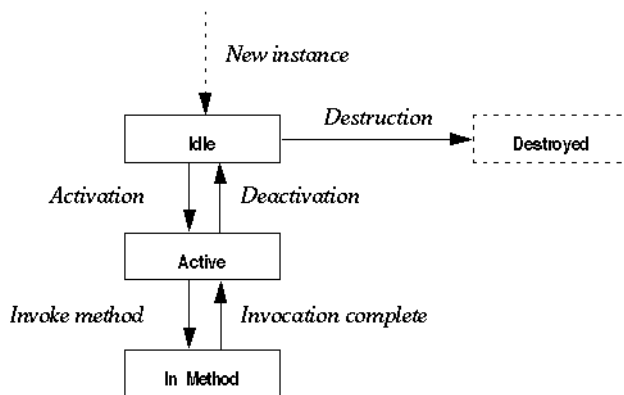 New instance
Destruction
Idle
Destroyed
Activation
Deactivation
Active
Invoke method
Invocation complete
In Method